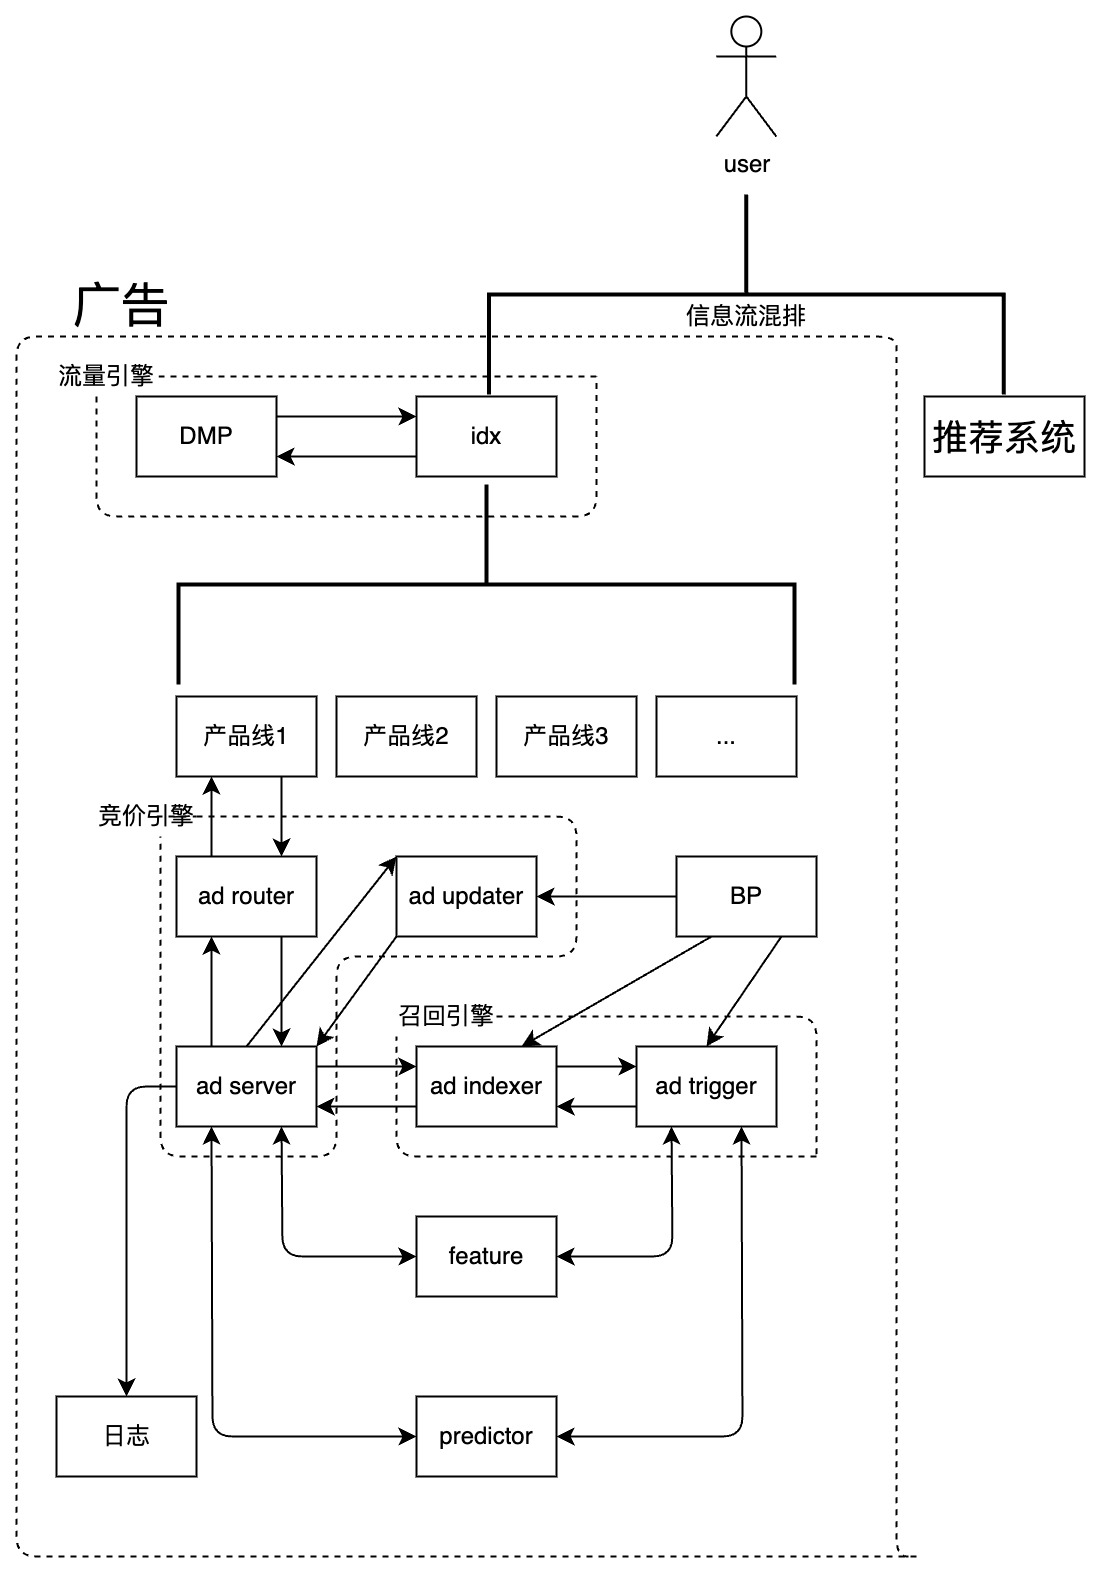 user
信息流混排
广告
流量引擎
DMP
idx
推荐系统
产品线1
产品线2
产品线3
...
竞价引擎
ad router
ad updater
BP
召回引擎
ad server
ad indexer
ad trigger
feature
日志
predictor